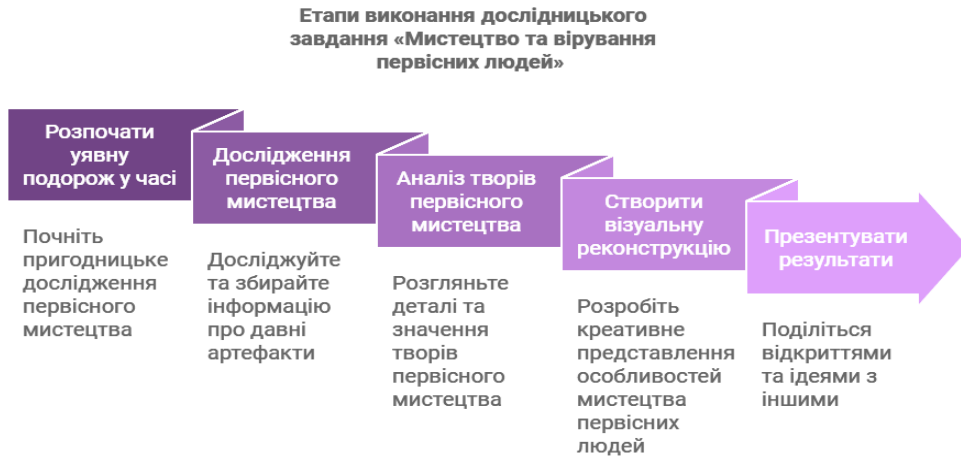 Етапи виконання дослідницького
завдання «Мистецтво та вірування
первісних людей»
Розпочати
уявну
подорож у часі
Почніть
пригодницьке
дослідження
первісного
мистецтва
Дослідження
первісного
мистецтва
Досліджуйте
та збирайте
інформацію
про давні
артефакти
Аналіз творів
первісного
мистецтва
Розгляньте
деталі та
значення
творів
первісного
мистецтва
Створити
візуальну
реконструкцію
Розробіть
креативне
представлення
особливостей
мистецтва
первісних
людей
Презентувати
результати
Поділіться
відкриттями
та ідеями з
іншими